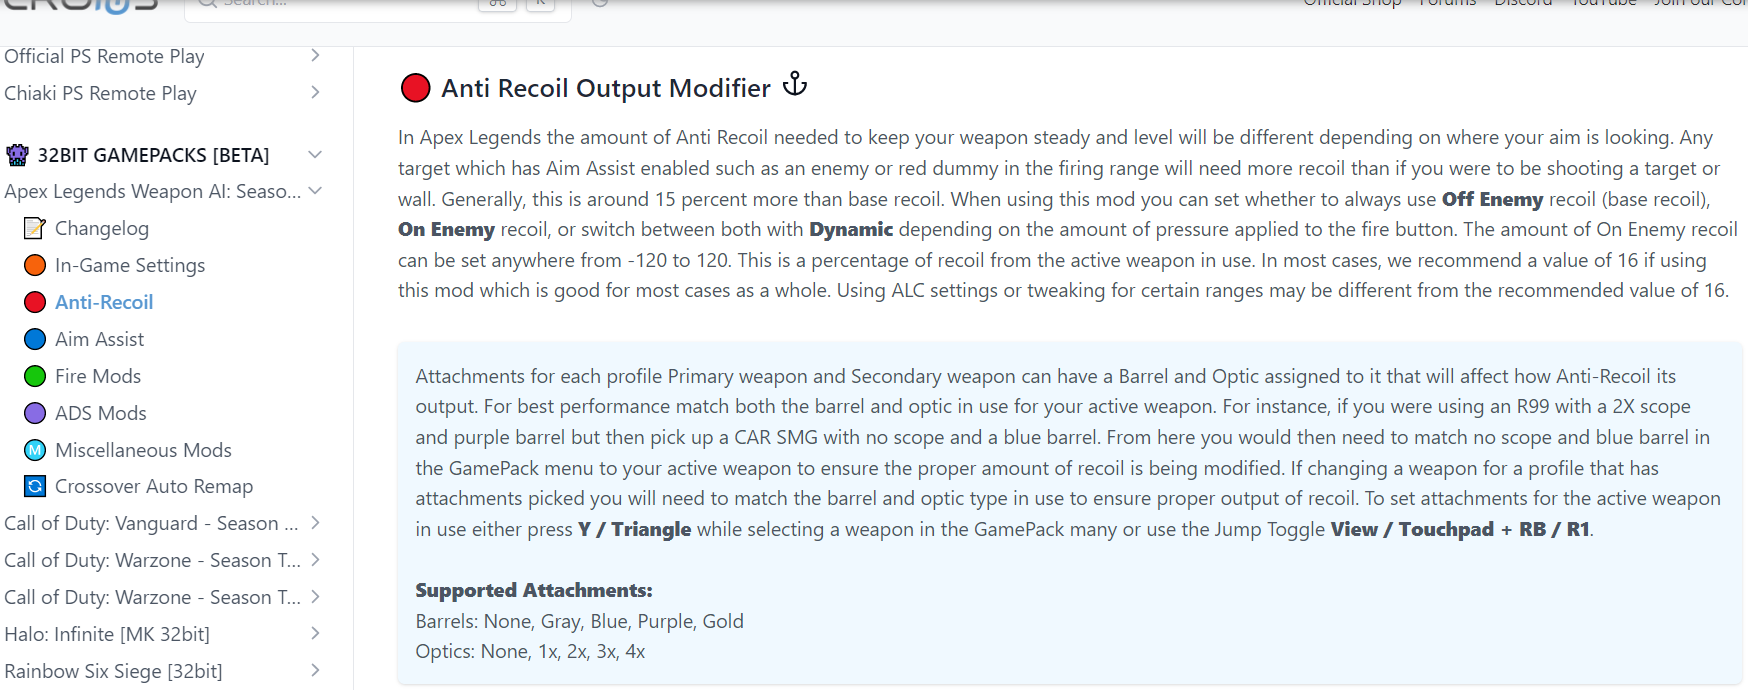 Search...
K
Official Shop Forums Discord YouTube Join our
Official PS Remote Play
Chiaki PS Remote Play
32BIT GAMEPACKS [BETA]
Apex Legends Weapon AI: Seaso...
Changelog
In-Game Settings
Anti-Recoil
Aim Assist
Fire Mods
ADS Mods
M Miscellaneous Mods
Crossover Auto Remap
Call of Duty: Vanguard - Season ...
Call of Duty: Warzone - Season T...
Call of Duty: Warzone - Season T...
Halo: Infinite [MK 32bit]
Rainbow Six Siege [32bit]
Anti Recoil Output Modifier
In Apex Legends the amount of Anti Recoil needed to keep your weapon steady and level will be different depending on where your aim is looking. Any
target which has Aim Assist enabled such as an enemy or red dummy in the firing range will need more recoil than if you were to be shooting a target or
wall. Generally, this is around 15 percent more than base recoil. When using this mod you can set whether to always use Off Enemy recoil (base recoil),
On Enemy recoil, or switch between both with Dynamic depending on the amount of pressure applied to the fire button. The amount of On Enemy recoil
can be set anywhere from -120 to 120. This is a percentage of recoil from the active weapon in use. In most cases, we recommend a value of 16 if using
this mod which is good for most cases as a whole. Using ALC settings or tweaking for certain ranges may be different from the recommended value of 16.
Attachments for each profile Primary weapon and Secondary weapon can have a Barrel and Optic assigned to it that will affect how Anti-Recoil its
output. For best performance match both the barrel and optic in use for your active weapon. For instance, if you were using an R99 with a 2X scope
and purple barrel but then pick up a CAR SMG with no scope and a blue barrel. From here you would then need to match no scope and blue barrel in
the GamePack menu to your active weapon to ensure the proper amount of recoil is being modified. If changing a weapon for a profile that has
attachments picked you will need to match the barrel and optic type in use to ensure proper output of recoil. To set attachments for the active weapon
in use either press Y / Triangle while selecting a weapon in the GamePack many or use the Jump Toggle View / Touchpad + RB / R1.
Supported Attachments:
Barrels: None, Gray, Blue, Purple, Gold
Optics: None, 1x, 2x, 3x, 4x